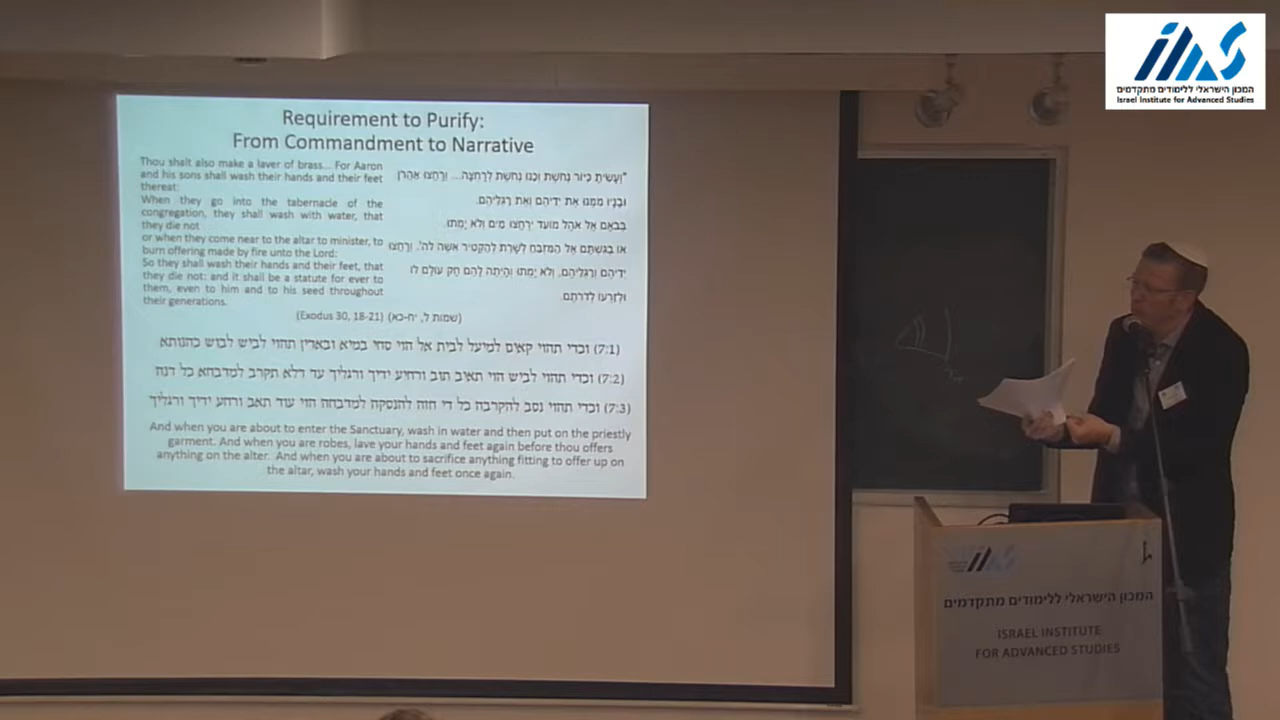 המכון הישראלי ללימודים מתקדמים
Israel Institute for Advanced Studies
Requirement to Purify:
From Commandment to Narrative
Thou shalt also make a laver of brass... For Aaron
and his sons shall wash their hands and their feet
thereat:
When they go into the tabernacle of the
congregation, they shall wash with water, that
they die not
or when they come near to the altar to minister, to
burn offering made by fire unto the Lord:
So they shall wash their hands and their feet, that
they die not: and it shall be a statute for ever to
them, even to him and to his seed throughout
their generations.
"וְעָשִׂיתָ כִּיּוֹר נְחֹשֶׁת וְכַנּוֹ נְחֹשֶׁת לְרָחְצָה... וְרָחֲצוּ אַהֲרֹן
וּבָנָיו מִמֶּנּוּ אֶת יְדֵיהֶם וְאֶת רַגְלֵיהֶם.
בְּבֹאָם אֶל אֹהֶל מוֹעֵד יִרְחֲצוּ מַיִם וְלֹא יָמֻתוּ.
אוֹ בְגִשְׁתָּם אֶל הַמִּזְבֵּחַ לְשָׁרֵת לְהַקְטִיר אִשֶּׁה לה'. וְרָחֲצוּ
יְדֵיהֶם וְרַגְלֵיהֶם, וְלֹא יָמֻתוּ וְהָיְתָה לָהֶם חָק עוֹלָם לוֹ
וּלְזַרְעוֹ לְדֹרֹתָם.
(Exodus 30, 18-21) (שמות ל, יח-כא)
(7:1) וכדי תהוי קאים למיעל לבית אל הוי סחי במיא ובאדין תהוי לביש לבוש כהנותא
(7:2) וכדי תהוי לביש הוי תאיב תוב ורחיע ידיך ורגליך עד דלא תקרב למדבחא כל דנה
(7:3) וכדי תהוי נסב להקרבה כל די חזה להנסקה למדבחה הוי עוד תאב ורחע ידיך ורגליך
And when you are about to enter the Sanctuary, wash in water and then put on the priestly
garment. And when you are robes, lave your hands and feet again before thou offers
anything on the alter. And when you are about to sacrifice anything fitting to offer up on
the altar, wash your hands and feet once again.
המכון הישראלי ללימודים מתקדמים
ISRAEL INSTITUTE
FOR ADVANCED STUDIES